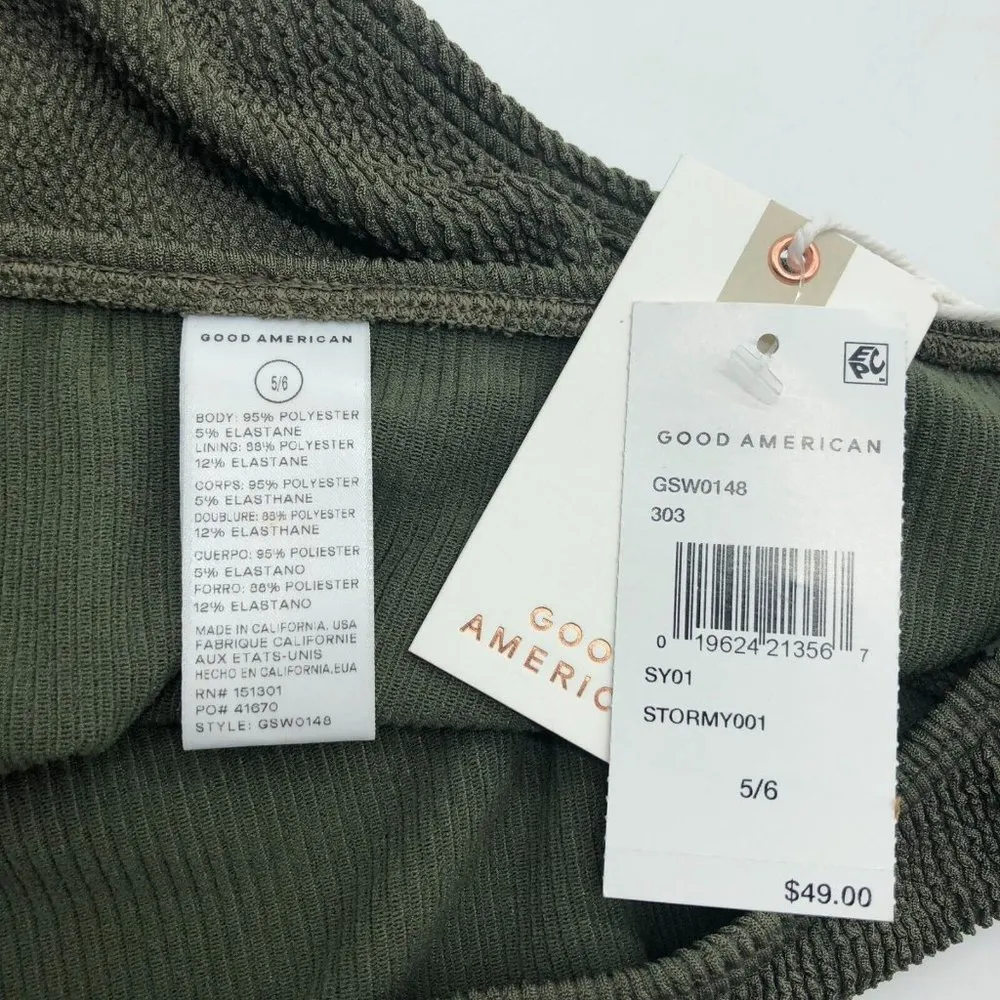 GOOD AMERICAN
5/6
BODY: 95% POLYESTER
5% ELASTANE
LINING: 88% POLYESTER
12% ELASTANE
CORPS: 95% POLYESTER
5% ELASTHANE
DOUBLURE: 88% POLYESTER
12% ELASTHANE
CUERPO: 95% POLIESTER
5% ELASTANO
FORRO: 88% POLIESTER
12% ELASTANO
MADE IN CALIFORNIA, USA
FABRIQUE CALIFORNIE
AUX ETATS-UNIS
HECHO EN CALIFORNIA,EUA
RN# 151301
PO# 41670
STYLE: GSW0148
GOO
AMERIC
EC
PC
GOOD AMERICAN
GSW0148
303
0 19624 21356 7
SY01
STORMY001
5/6
$49.00